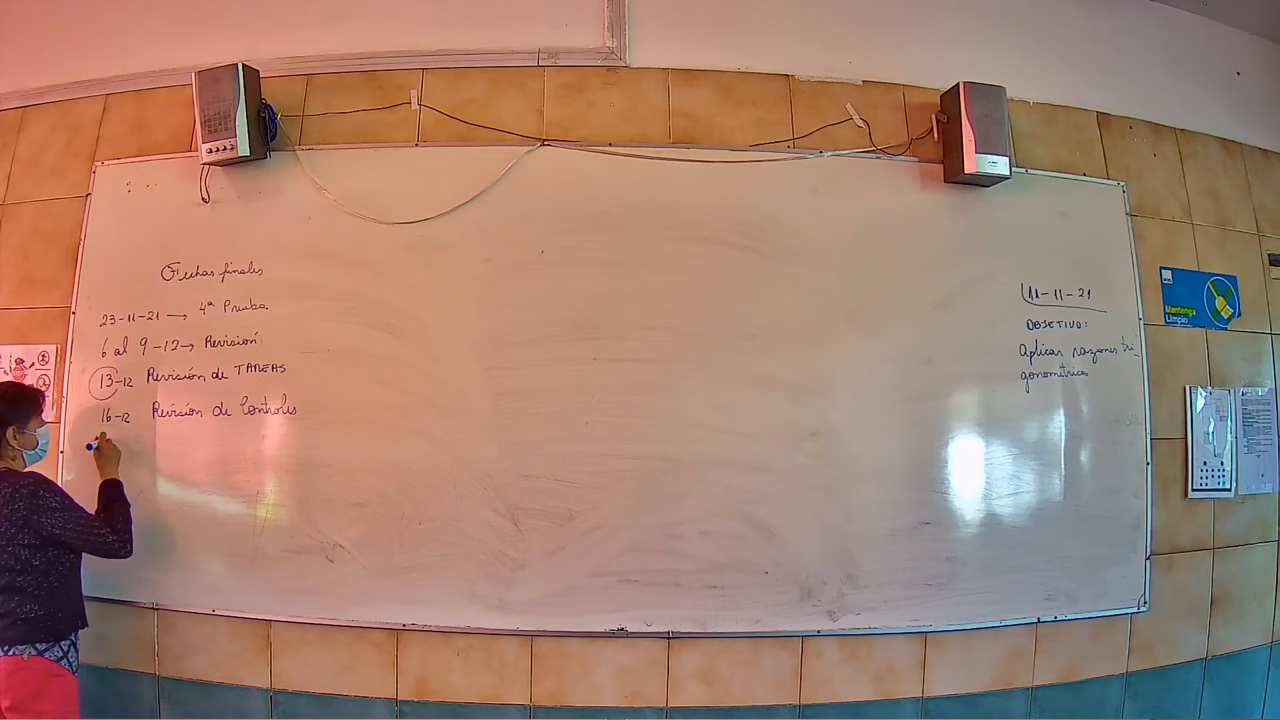 Fechas finales
23-11-21 → 4ª Prueba
6 al 9-12 → Revisión
13-12 Revisión de TAREAS
16-12 Revisión de Controles
11-11-21
OBJETIVO:
Aplicar razones tri-
gonométricas
Mantenga
Limpio